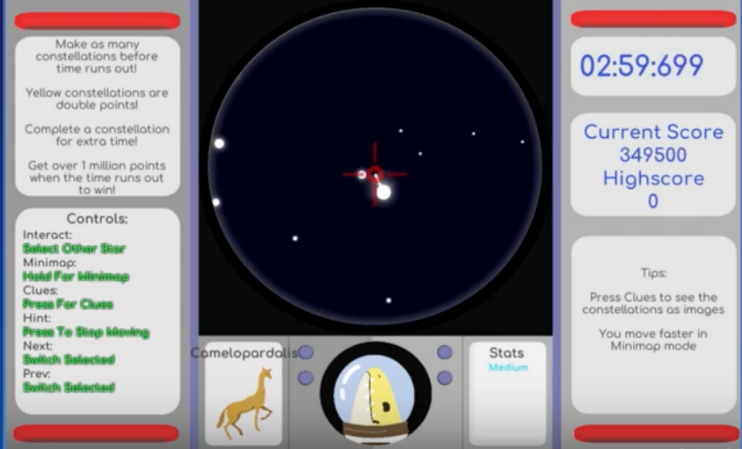 Make as many
constellations before
time runs out!
Yellow constellations are
double points!
Complete a constellation
for extra time!
Get over 1 million points
when the time runs out
to win!
Controls:
Interact:
Select Other Star
Minimap:
Hold For Minimap
Clues:
Press For Clues
Hint:
Press To Stop Moving
Next:
Switch Selected
Prev:
Switch Selected
Camelopardalis
Stats
Medium
02:59:699
Current Score
349500
Highscore
0
Tips:
Press Clues to see the
constellations as images
You move faster in
Minimap mode